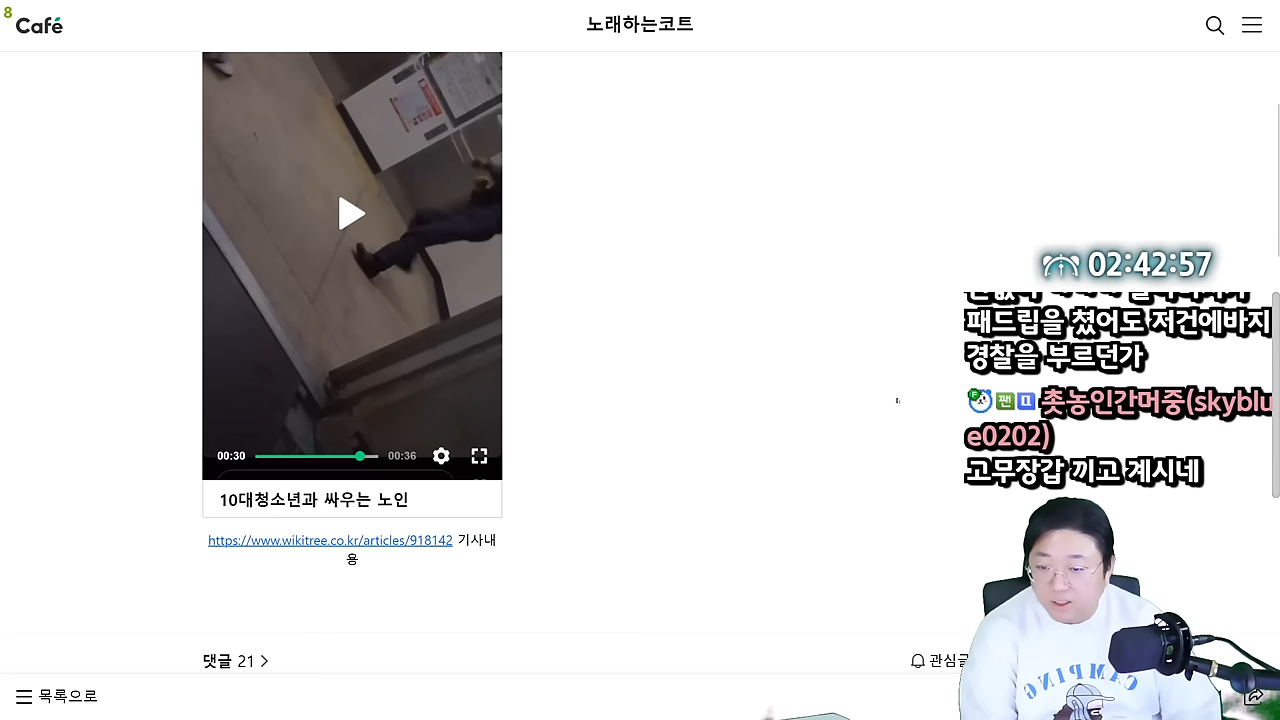 8
Café
노래하는코트
02:42:57
패드립을 쳤어도 저건에바지
경찰을 부르던가
팬 촛농인간머중(skyblu
e0202)
고무장갑 끼고 계시네
00:30
00:36
10대청소년과 싸우는 노인
https://www.wikitree.co.kr/articles/918142 기사내
용
댓글 21
관심글
목록으로
CAMPING